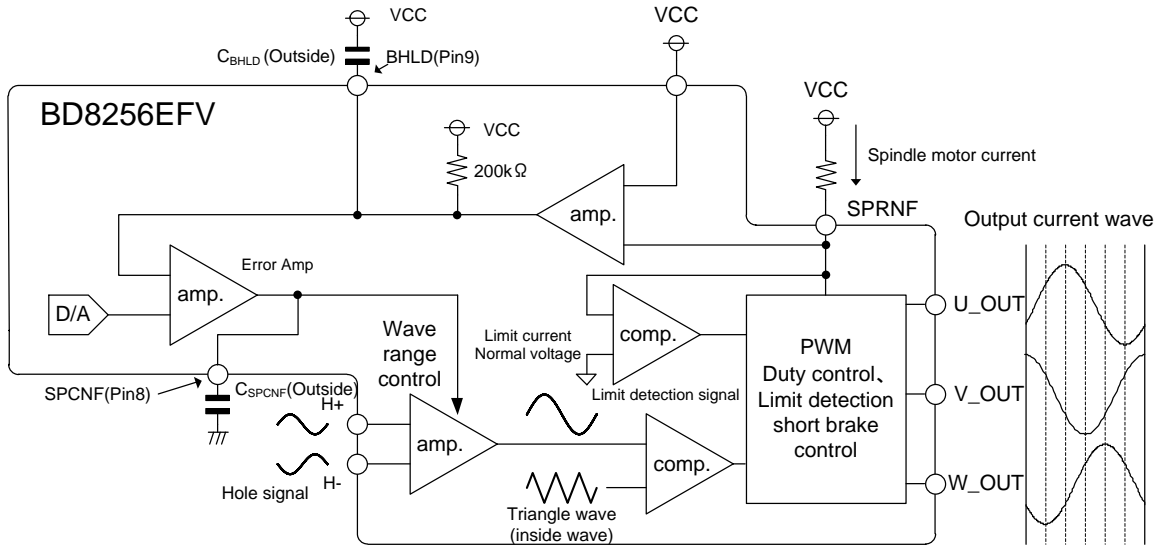 VCC
VCC
C_BHLD (Outside)
BHLD(Pin9)
BD8256EFV
VCC
VCC
200kΩ
Spindle motor current
amp.
SPRNF
Output current wave
Error Amp
amp.
D/A
comp.
U_OUT
Wave
range
control
Limit current
Normal voltage
PWM
Duty control、
Limit detection
short brake
control
SPCNF(Pin8)
C_SPCNF(Outside)
Limit detection signal
V_OUT
H+
amp.
comp.
H-
Hole signal
W_OUT
Triangle wave
(inside wave)